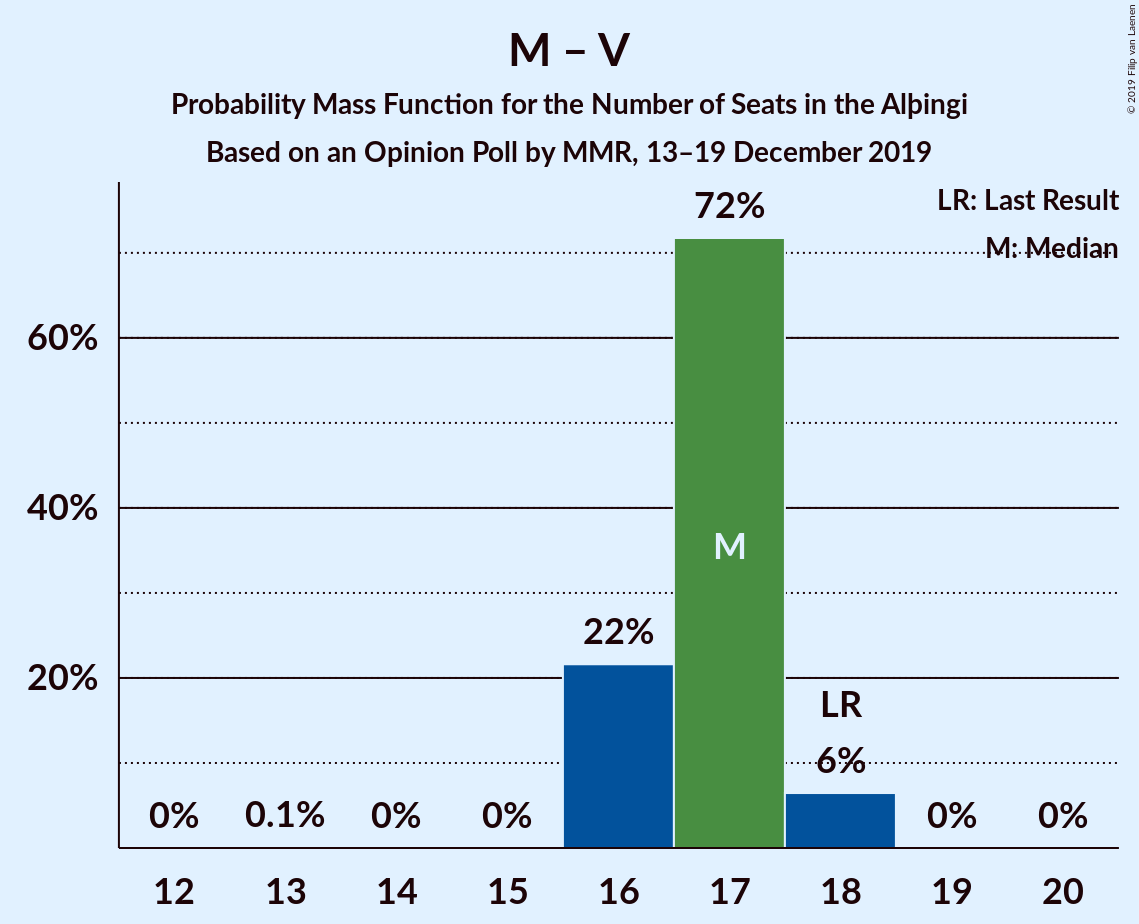 M – V
Probability Mass Function for the Number of Seats in the Alþingi
Based on an Opinion Poll by MMR, 13–19 December 2019
© 2019 Filip van Laenen
LR: Last Result
M: Median
72%
60%
40%
M
22%
20%
LR
6%
0% 0.1% 0% 0% 0% 0%
12 13 14 15 16 17 18 19 20